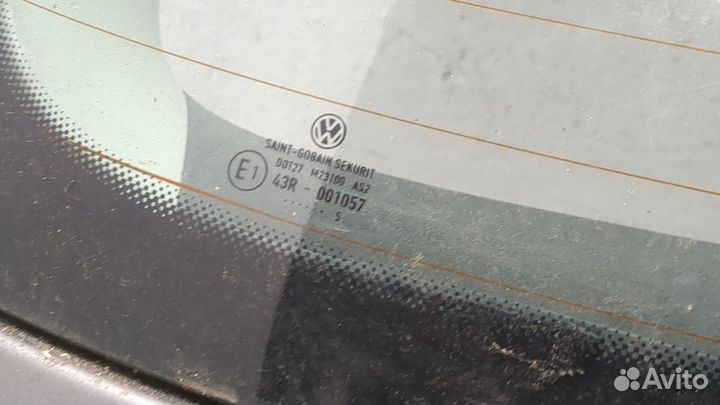 SAINT-GOBAIN SEKURIT
DOT27 M23100 AS2
E1 43R - 001057
...... 5
Avito